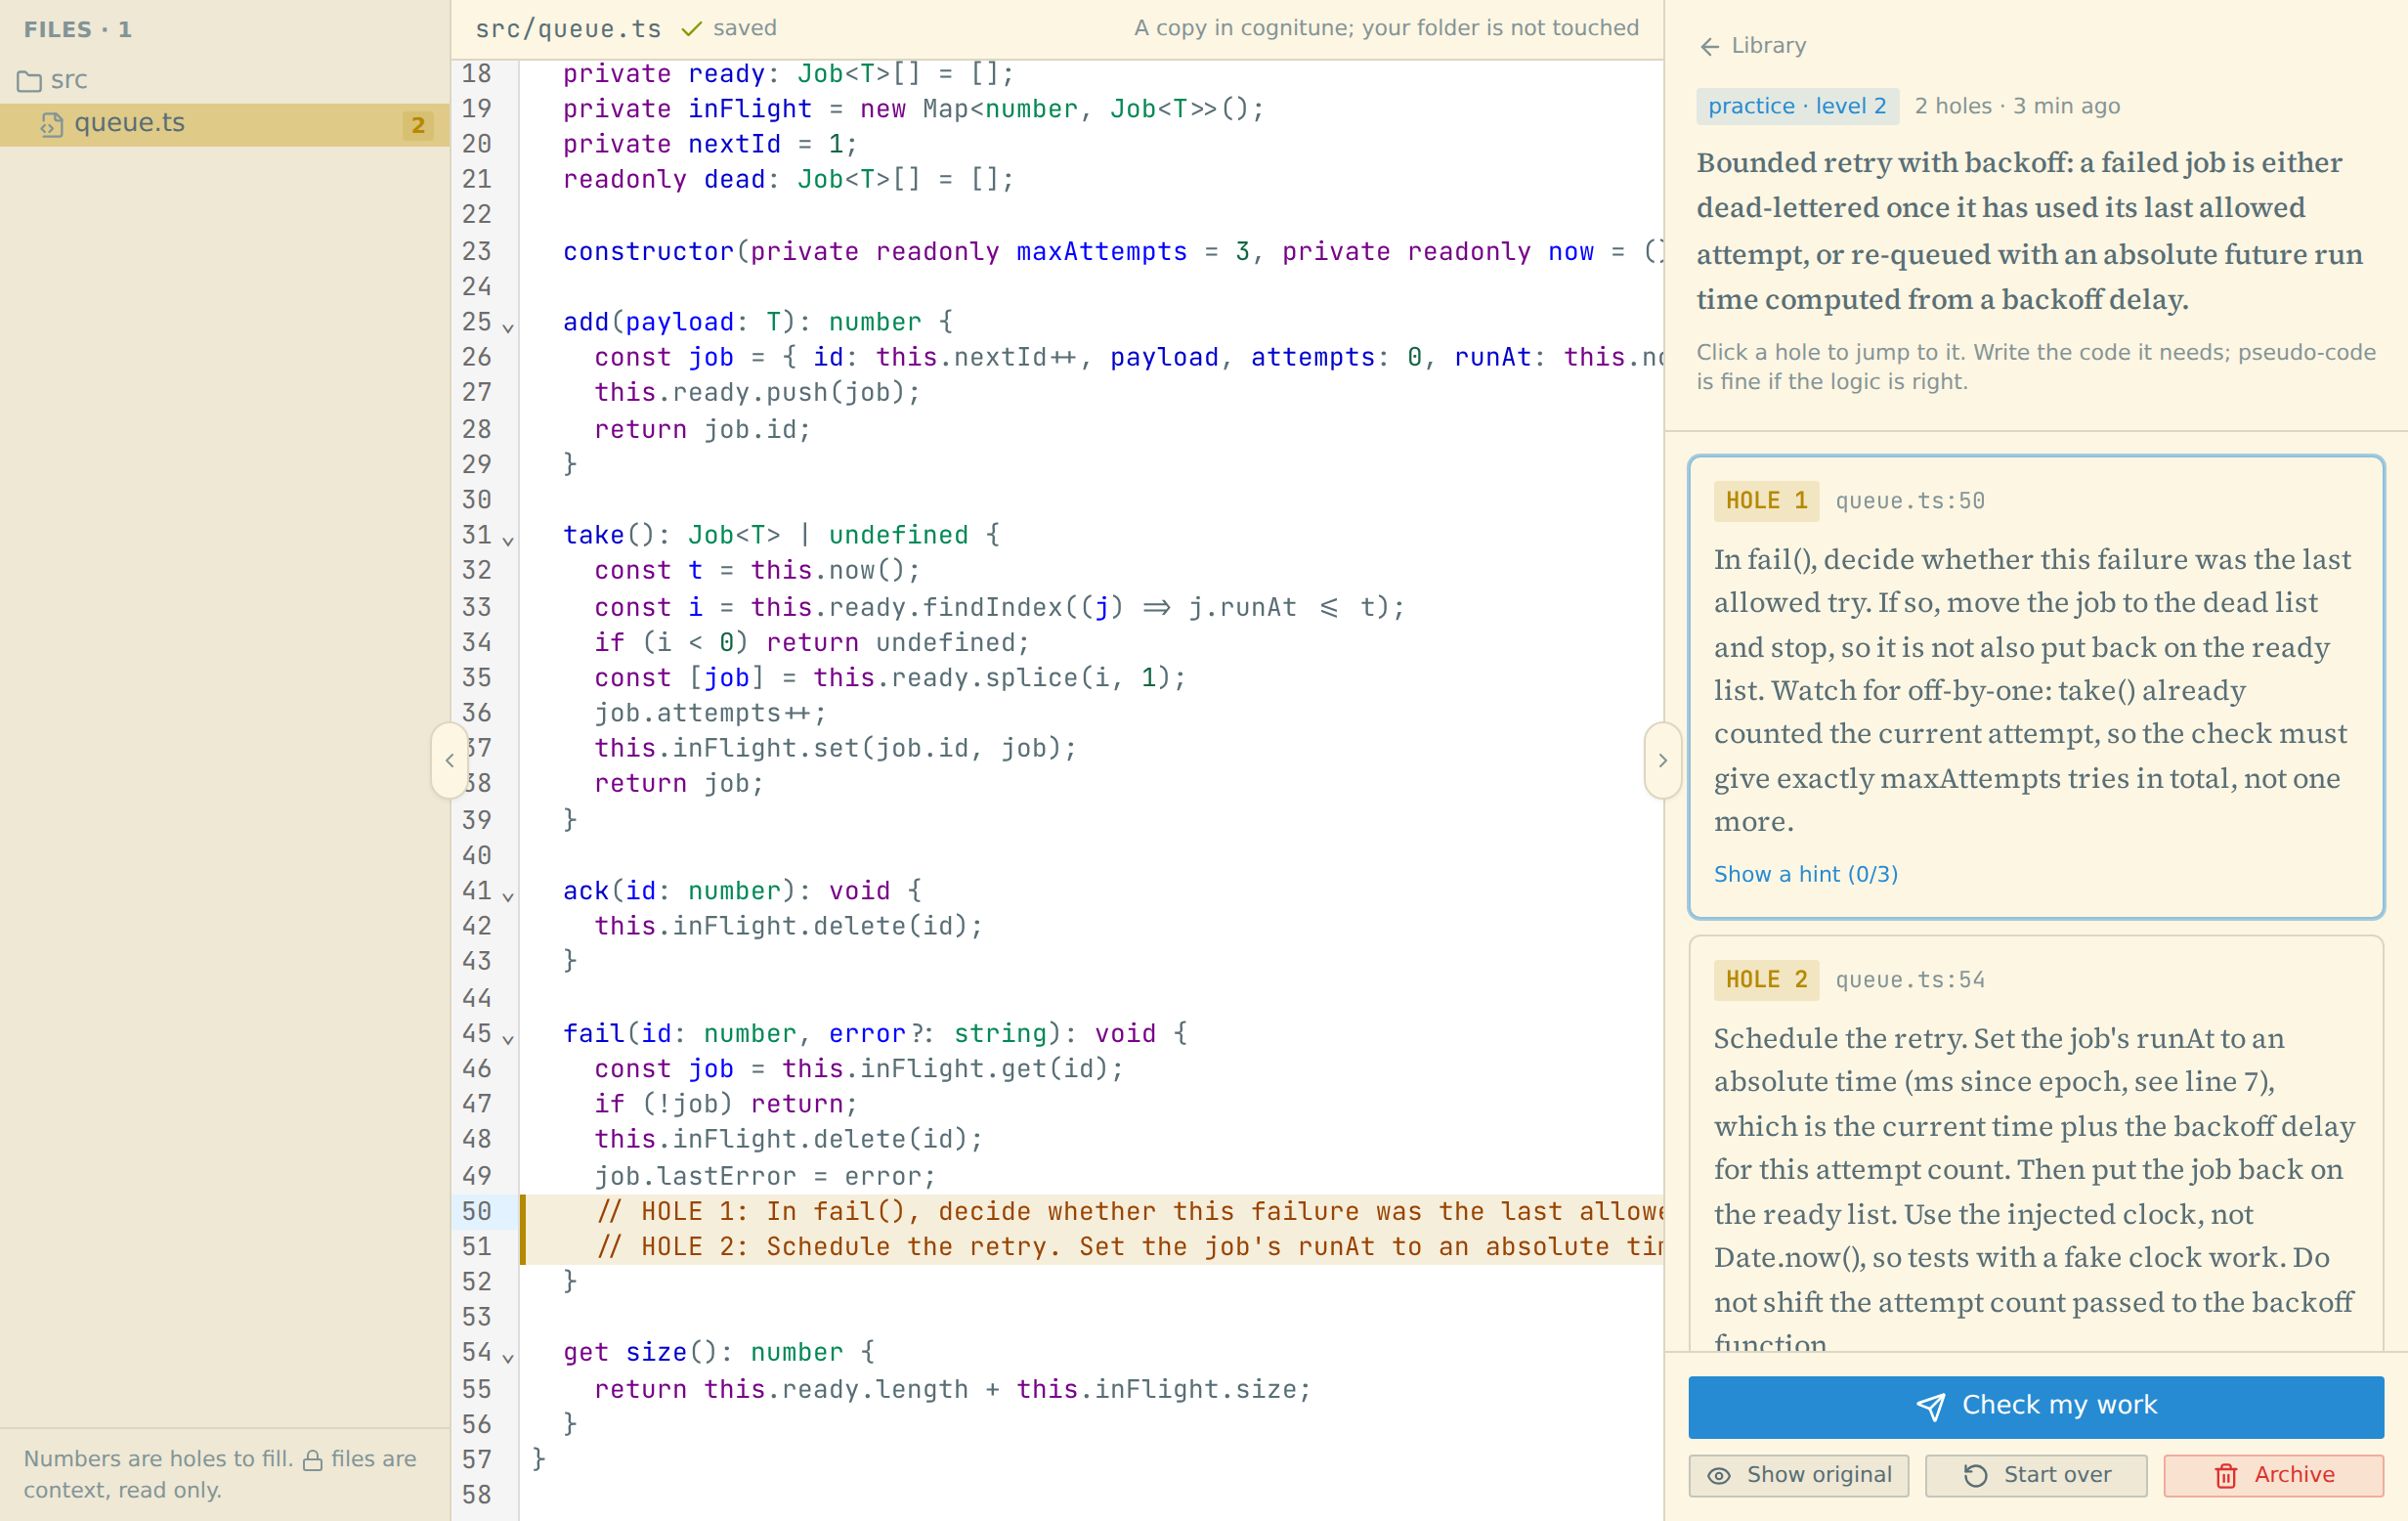 FILES · 1
src
queue.ts
2
Numbers are holes to fill. files are
context, read only.
src/queue.ts
saved
A copy in cognitune; your folder is not touched
18 private ready: Job<T>[] = [];
19 private inFlight = new Map<number, Job<T>>();
20 private nextId = 1;
21 readonly dead: Job<T>[] = [];
22
23 constructor(private readonly maxAttempts = 3, private readonly now = ()
24
25 add(payload: T): number {
26 const job = { id: this.nextId++, payload, attempts: 0, runAt: this.no
27 this.ready.push(job);
28 return job.id;
29 }
30
31 take(): Job<T> | undefined {
32 const t = this.now();
33 const i = this.ready.findIndex((j) => j.runAt <= t);
34 if (i < 0) return undefined;
35 const [job] = this.ready.splice(i, 1);
36 job.attempts++;
37 this.inFlight.set(job.id, job);
38 return job;
39 }
40
41 ack(id: number): void {
42 this.inFlight.delete(id);
43 }
44
45 fail(id: number, error?: string): void {
46 const job = this.inFlight.get(id);
47 if (!job) return;
48 this.inFlight.delete(id);
49 job.lastError = error;
50 // HOLE 1: In fail(), decide whether this failure was the last allowe
51 // HOLE 2: Schedule the retry. Set the job's runAt to an absolute tim
52 }
53
54 get size(): number {
55 return this.ready.length + this.inFlight.size;
56 }
57 }
58
Library
practice · level 2 2 holes · 3 min ago
Bounded retry with backoff: a failed job is either
dead-lettered once it has used its last allowed
attempt, or re-queued with an absolute future run
time computed from a backoff delay.
Click a hole to jump to it. Write the code it needs; pseudo-code
is fine if the logic is right.
HOLE 1 queue.ts:50
In fail(), decide whether this failure was the last
allowed try. If so, move the job to the dead list
and stop, so it is not also put back on the ready
list. Watch for off-by-one: take() already
counted the current attempt, so the check must
give exactly maxAttempts tries in total, not one
more.
Show a hint (0/3)
HOLE 2 queue.ts:54
Schedule the retry. Set the job's runAt to an
absolute time (ms since epoch, see line 7),
which is the current time plus the backoff delay
for this attempt count. Then put the job back on
the ready list. Use the injected clock, not
Date.now(), so tests with a fake clock work. Do
not shift the attempt count passed to the backoff
function
Check my work
Show original
Start over
Archive